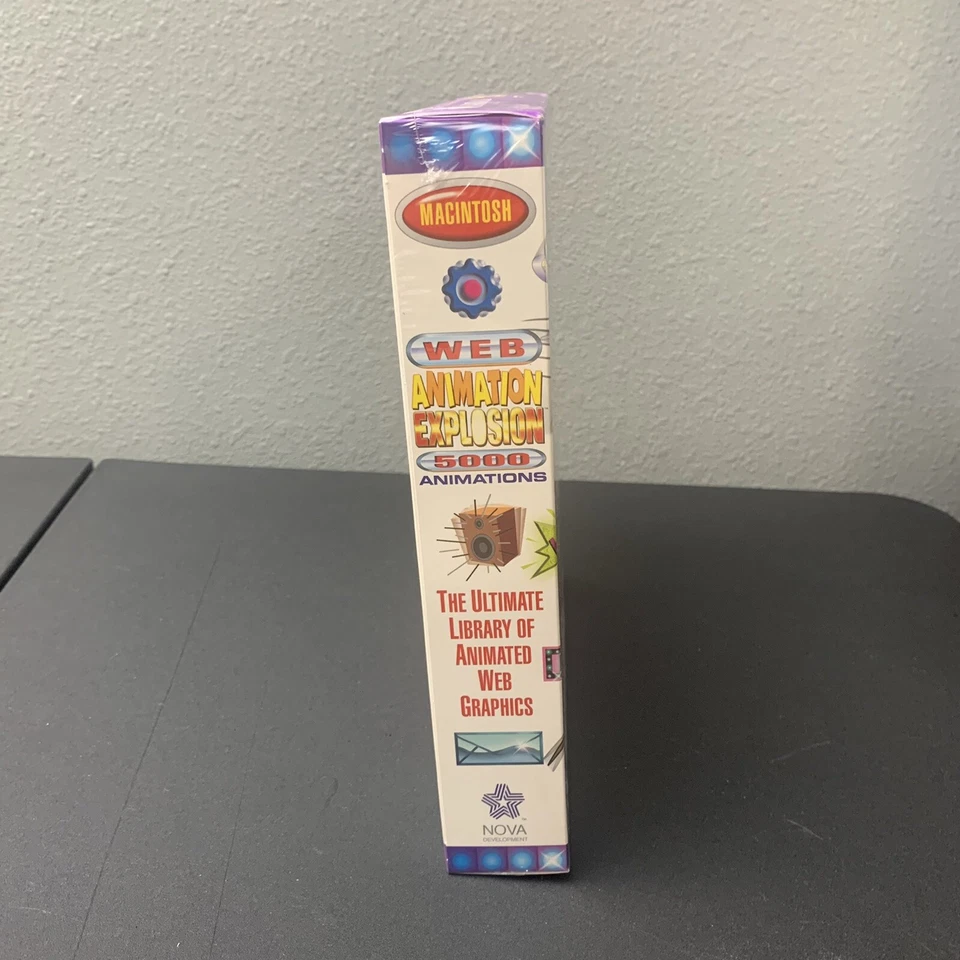 MACINTOSH
WEB
ANIMATION
EXPLOSION
5000
ANIMATIONS
THE ULTIMATE
LIBRARY OF
ANIMATED
WEB
GRAPHICS
NOVA
DEVELOPMENT